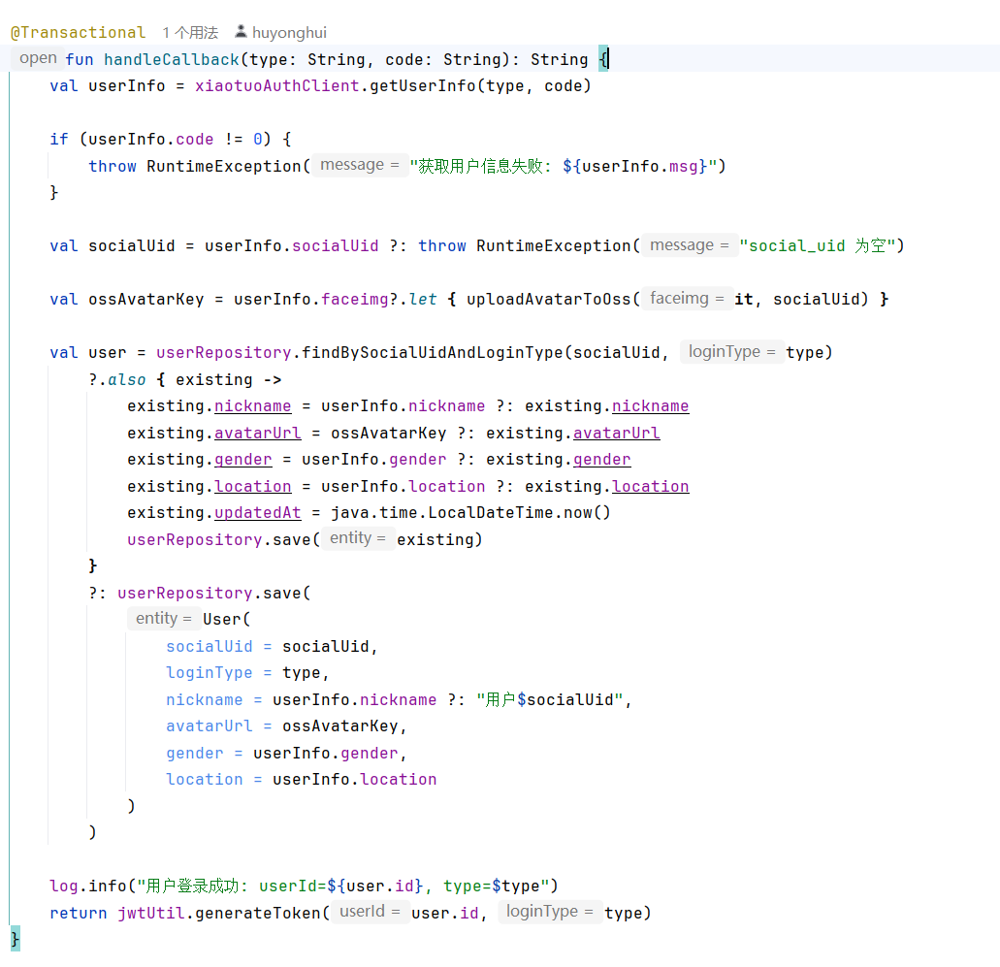 @Transactional 1 个用法 huyonghui
open fun handleCallback(type: String, code: String): String {
    val userInfo = xiaotuoAuthClient.getUserInfo(type, code)
    if (userInfo.code != 0) {
        throw RuntimeException( message = "获取用户信息失败: ${userInfo.msg}")
    }
    val socialUid = userInfo.socialUid ?: throw RuntimeException( message = "social_uid 为空")
    val ossAvatarKey = userInfo.faceimg?.let { uploadAvatarToOss( faceimg = it, socialUid) }
    val user = userRepository.findBySocialUidAndLoginType(socialUid, loginType = type)
        ?.also { existing ->
            existing.nickname = userInfo.nickname ?: existing.nickname
            existing.avatarUrl = ossAvatarKey ?: existing.avatarUrl
            existing.gender = userInfo.gender ?: existing.gender
            existing.location = userInfo.location ?: existing.location
            existing.updatedAt = java.time.LocalDateTime.now()
            userRepository.save( entity = existing)
        }
        ?: userRepository.save(
            entity = User(
                socialUid = socialUid,
                loginType = type,
                nickname = userInfo.nickname ?: "用户$socialUid",
                avatarUrl = ossAvatarKey,
                gender = userInfo.gender,
                location = userInfo.location
            )
        )
    log.info("用户登录成功: userId=${user.id}, type=$type")
    return jwtUtil.generateToken( userId = user.id, loginType = type)
}